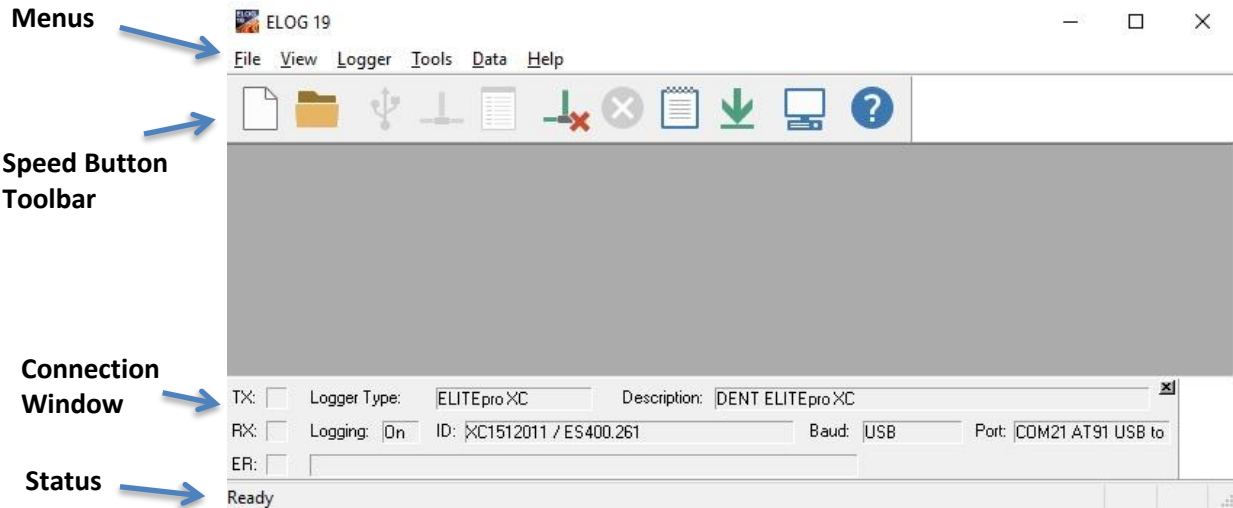 Menus
ELOG 19
File View Logger Tools Data Help
Speed Button
Toolbar
Connection
Window
TX: Logger Type: ELITEpro XC Description: DENT ELITEpro XC
RX: Logging: On ID: XC1512011 / ES400.261 Baud: USB Port: COM21 AT91 USB to
ER:
Status
Ready